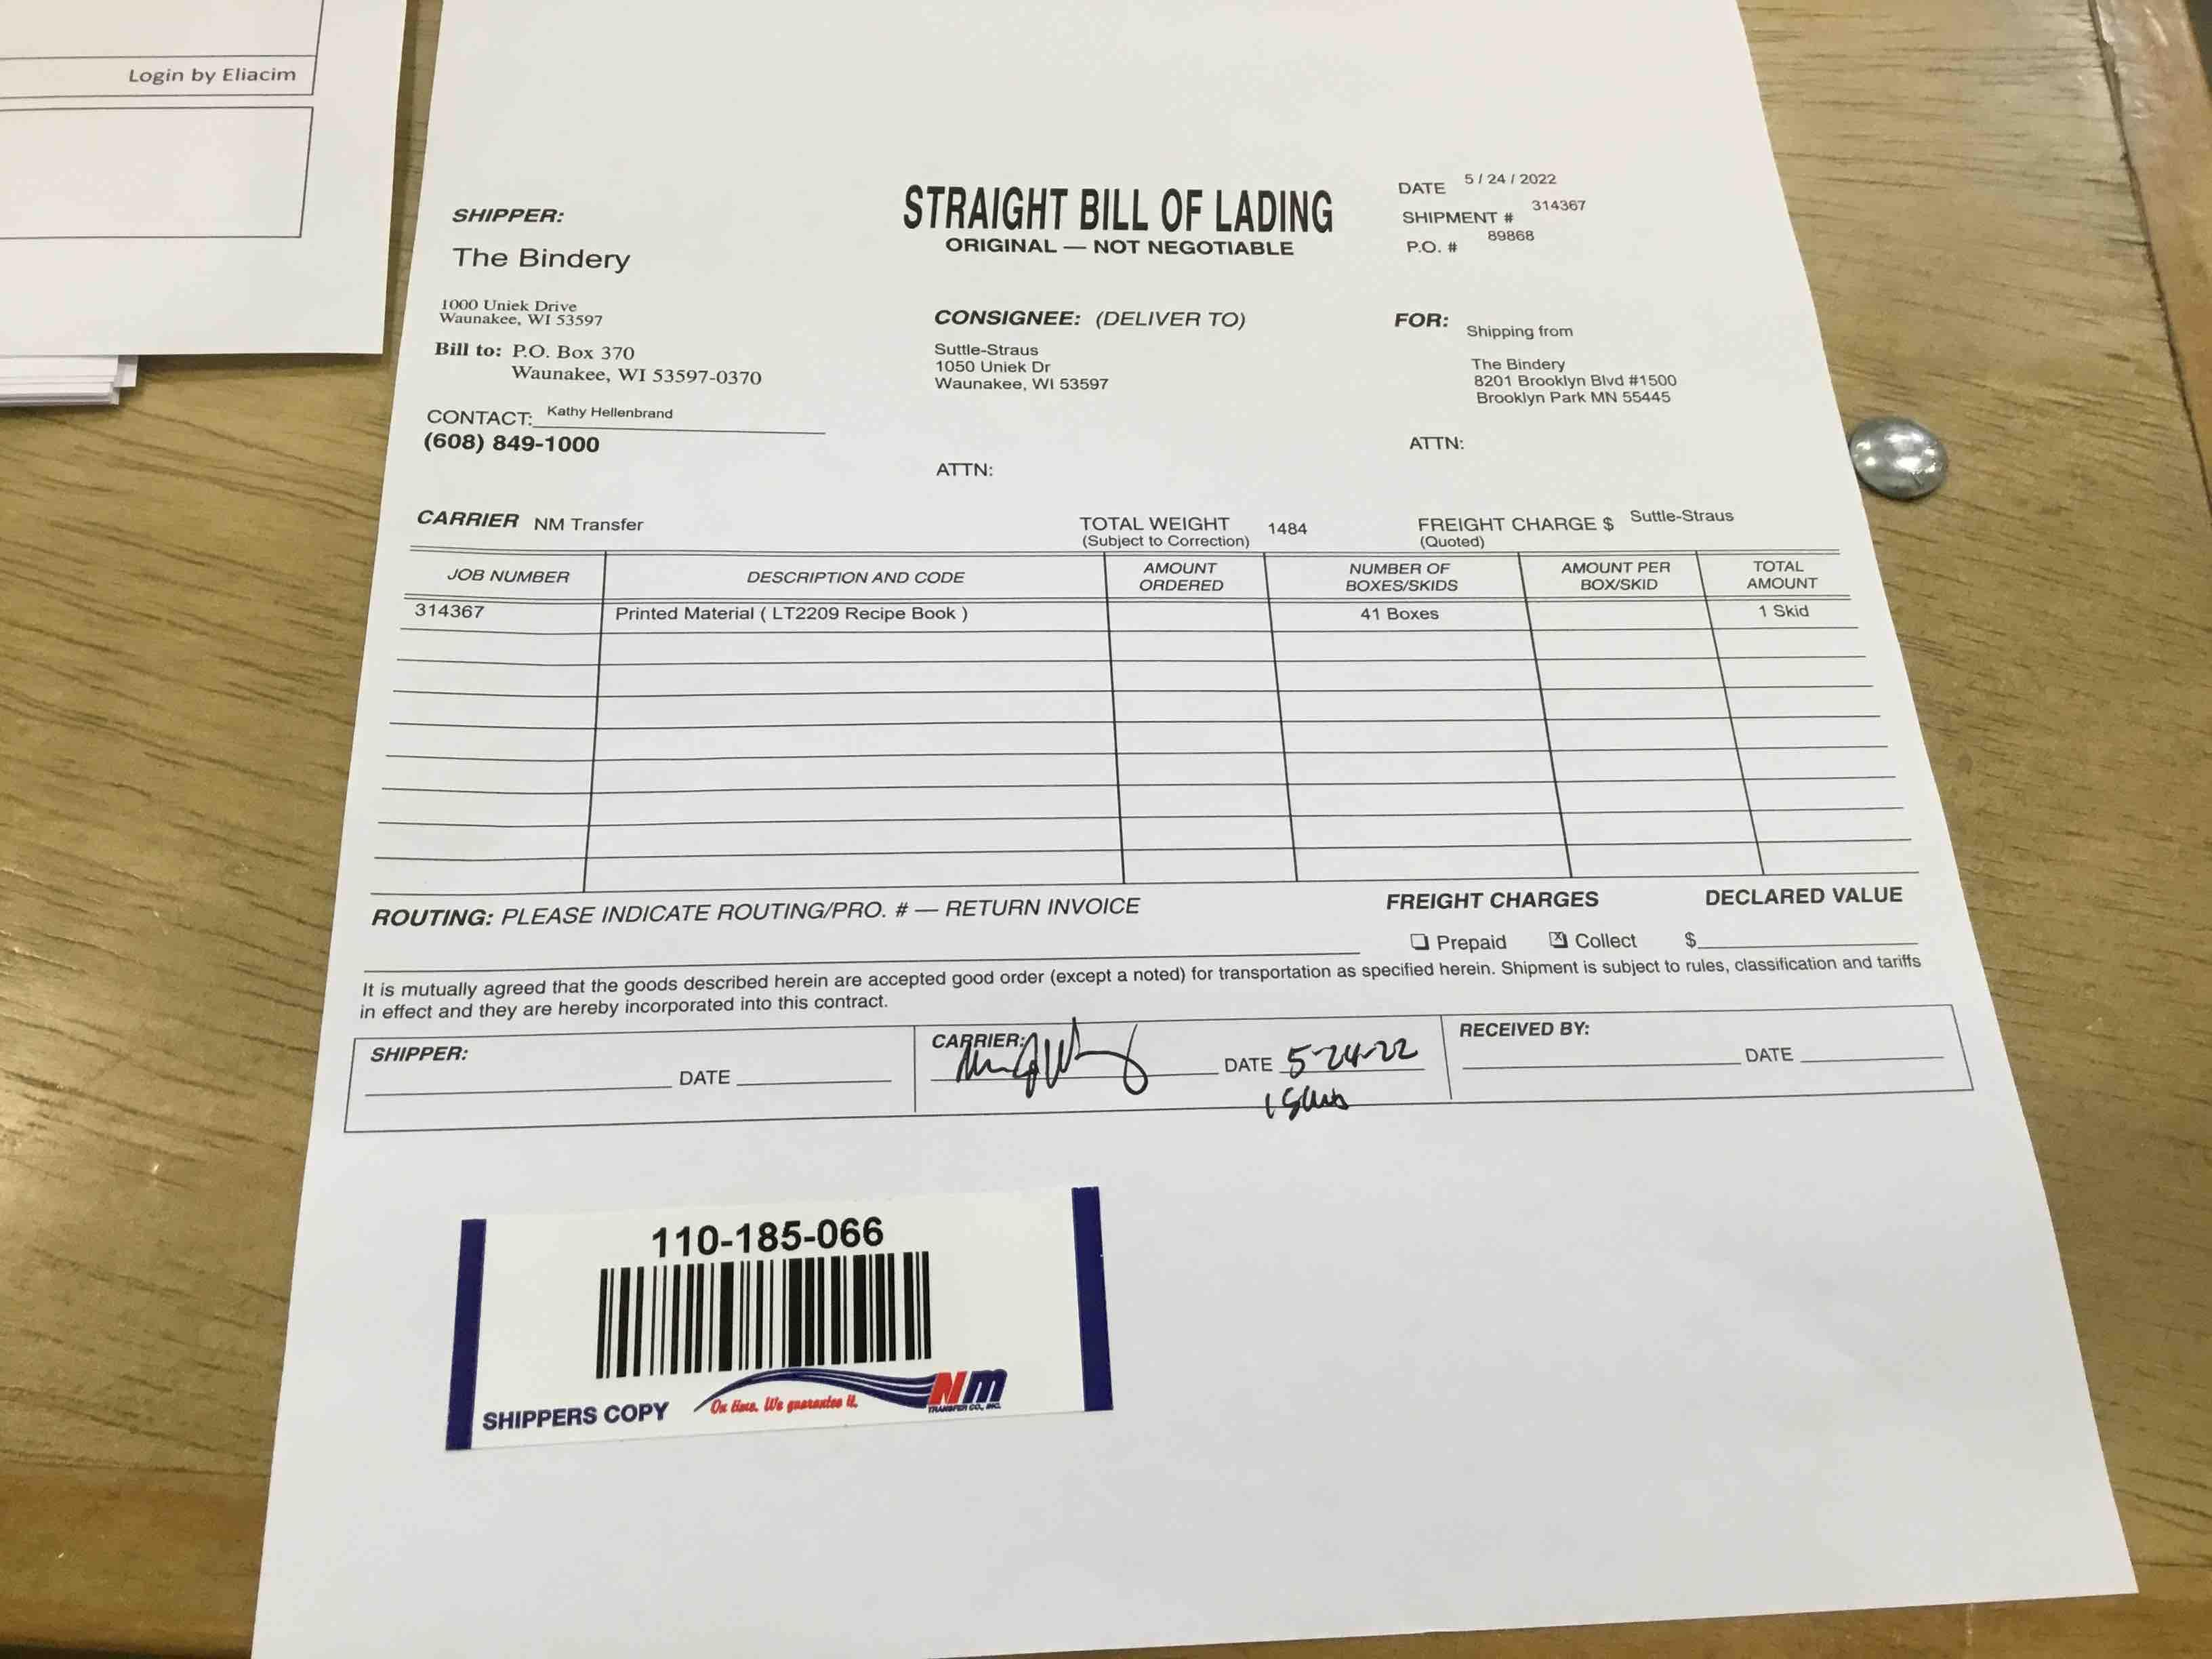 Login by Eliacim
STRAIGHT BILL OF LADING
ORIGINAL — NOT NEGOTIABLE
DATE 5 / 24 / 2022
SHIPMENT # 314367
P.O. # 89868
SHIPPER:
The Bindery
1000 Uniek Drive
Waunakee, WI 53597
Bill to: P.O. Box 370
Waunakee, WI 53597-0370
CONTACT: Kathy Hellenbrand
(608) 849-1000
CONSIGNEE: (DELIVER TO)
Suttle-Straus
1050 Uniek Dr
Waunakee, WI 53597
ATTN:
FOR: Shipping from
The Bindery
8201 Brooklyn Blvd #1500
Brooklyn Park MN 55445
ATTN:
CARRIER NM Transfer
TOTAL WEIGHT 1484
(Subject to Correction)
FREIGHT CHARGE $ Suttle-Straus
(Quoted)
JOB NUMBER
DESCRIPTION AND CODE
AMOUNT
ORDERED
NUMBER OF
BOXES/SKIDS
AMOUNT PER
BOX/SKID
TOTAL
AMOUNT
314367 Printed Material ( LT2209 Recipe Book ) 41 Boxes 1 Skid
ROUTING: PLEASE INDICATE ROUTING/PRO. # — RETURN INVOICE
FREIGHT CHARGES
Prepaid Collect
DECLARED VALUE
$
It is mutually agreed that the goods described herein are accepted good order (except a noted) for transportation as specified herein. Shipment is subject to rules, classification and tariffs
in effect and they are hereby incorporated into this contract.
SHIPPER:
DATE
CARRIER:
DATE 5-24-22
RECEIVED BY:
DATE
110-185-066
SHIPPERS COPY
On time. We guarantee it.
NM
TRANSFER CO., INC.